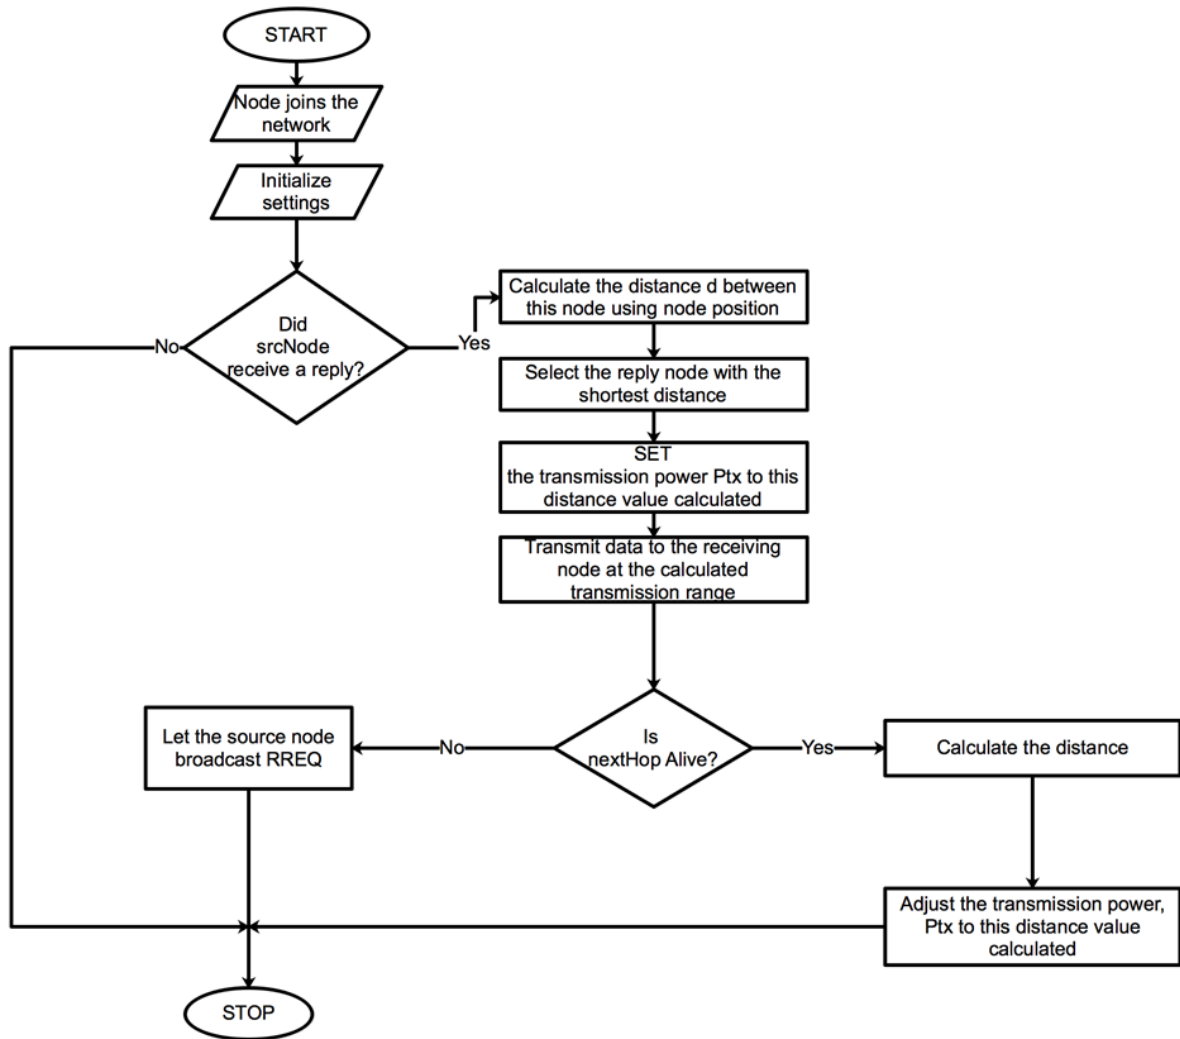 START
Node joins the
network
Initialize
settings
Did
srcNode
receive a reply?
No
Yes
Calculate the distance d between
this node using node position
Select the reply node with the
shortest distance
SET
the transmission power Ptx to this
distance value calculated
Transmit data to the receiving
node at the calculated
transmission range
Is
nextHop Alive?
No
Yes
Let the source node
broadcast RREQ
Calculate the distance
Adjust the transmission power,
Ptx to this distance value
calculated
STOP